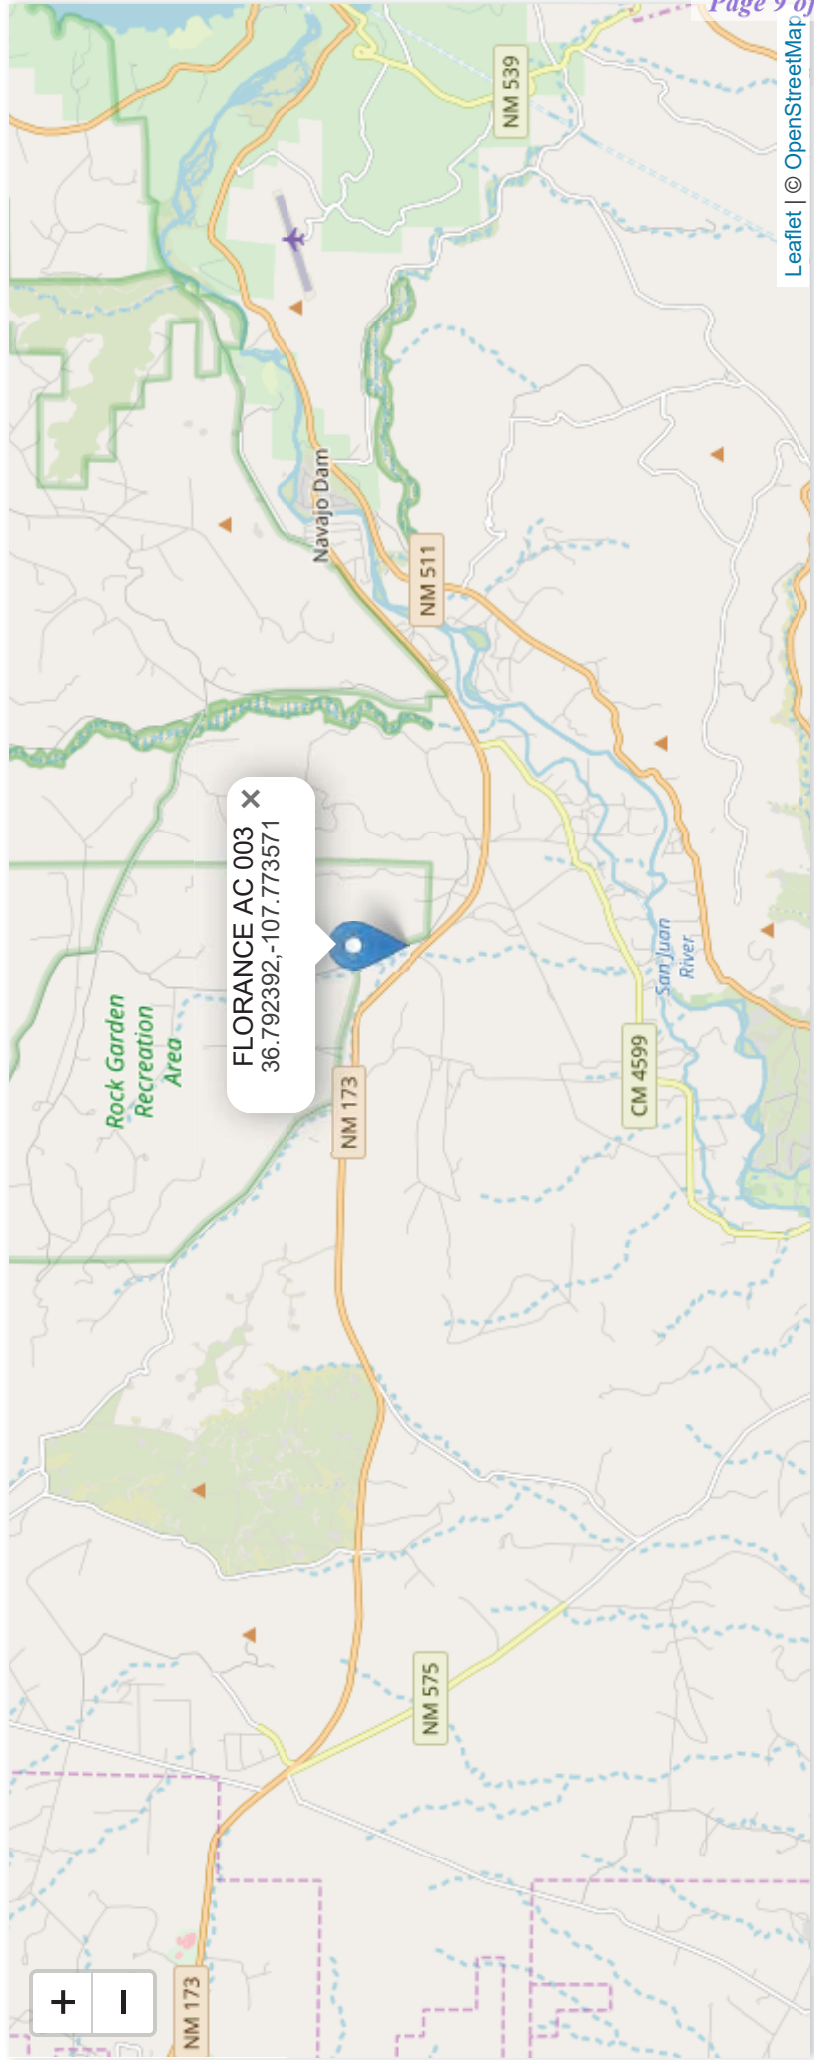 Page 9 of
Leaflet | © OpenStreetMap
NM 539
Navajo Dam
NM 511
FLORANCE AC 003
36.792392,-107.773571
×
Rock Garden
Recreation
Area
NM 173
San Juan
River
CM 4599
NM 575
NM 173
+
−